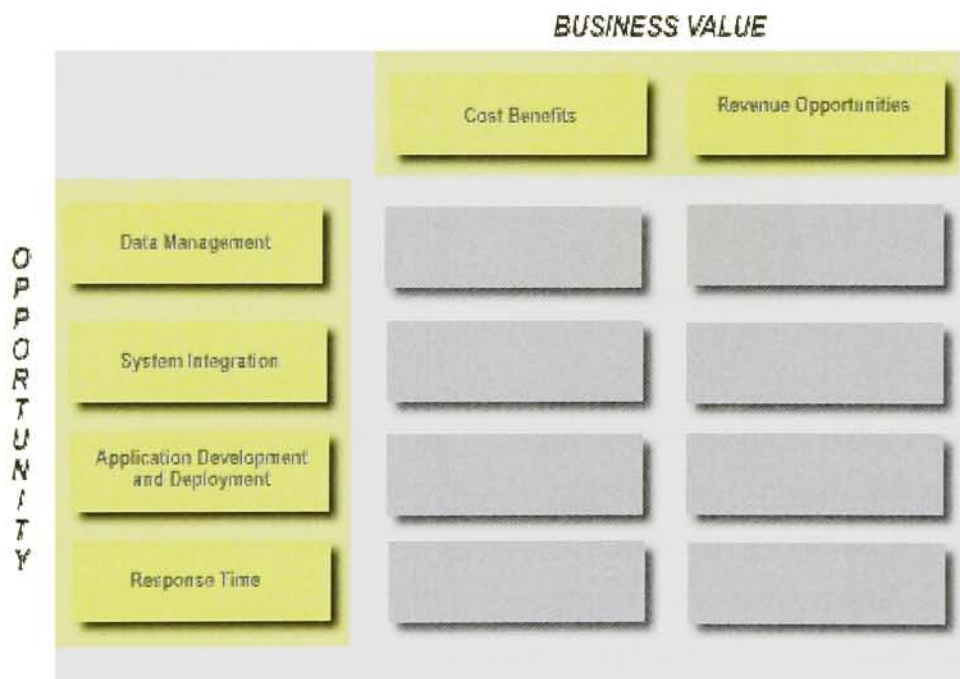 BUSINESS VALUE
Cost Benefits
Revenue Opportunities
OPPORTUNITY
Data Management
System Integration
Application Development
and Deployment
Response Time